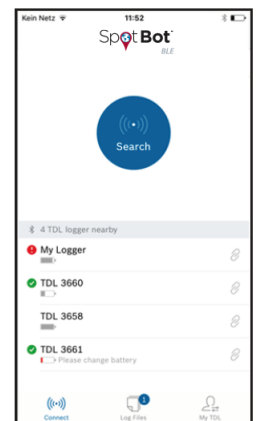 Kein Netz 11:52
SpotBot
BLE
Search
4 TDL logger nearby
My Logger
TDL 3660
TDL 3658
TDL 3661
Please change battery
1
Connect Log Files My TDL